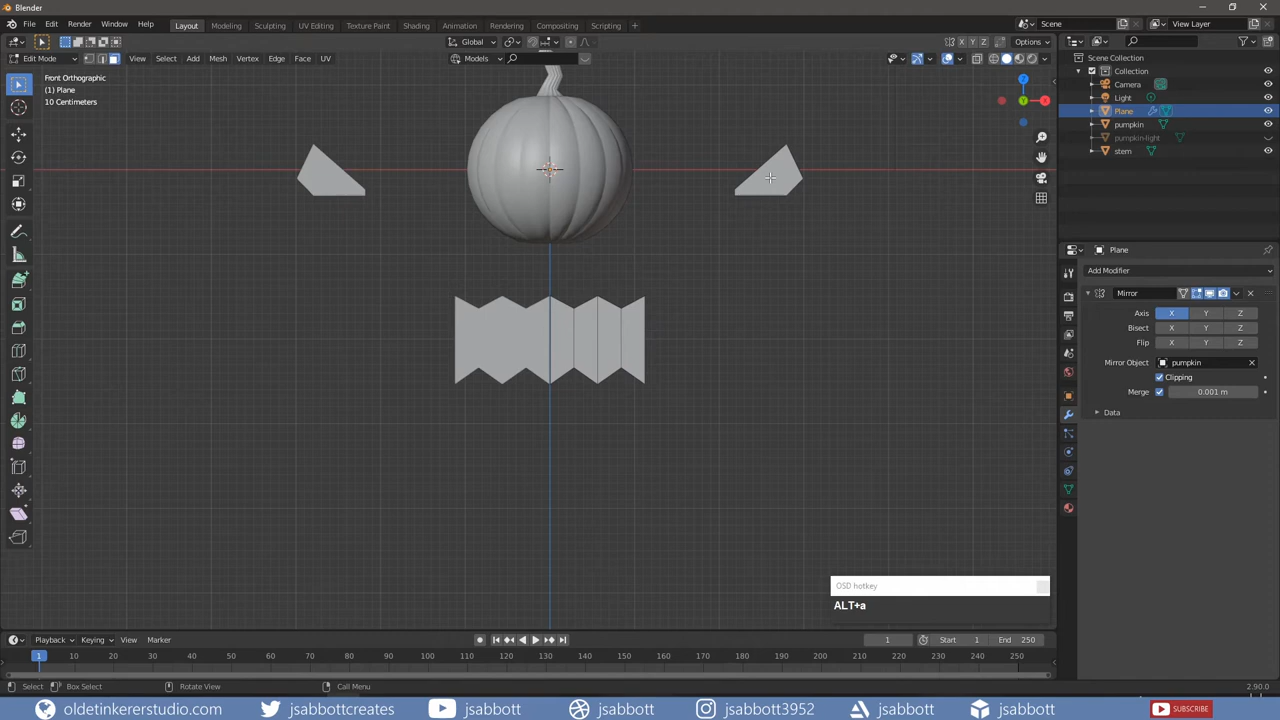 Blender
File Edit Render Window Help Layout Modeling Sculpting UV Editing Texture Paint Shading Animation Rendering Compositing Scripting + Scene View Layer
Global Options
Edit Mode View Select Add Mesh Vertex Edge Face UV Models
Front Orthographic
(1) Plane
10 Centimeters
Z
Y
X
X Y Z
Scene Collection
Collection
Camera
Light
Plane
pumpkin
pumpkin-light
stem
Plane
Add Modifier
Mirror
Axis X Y Z
Bisect X Y Z
Flip X Y Z
Mirror Object pumpkin
Clipping
Merge 0.001 m
Data
OSD hotkey
ALT+a
Playback Keying View Marker 1 Start 1 End 250
1 10 20 30 40 50 60 70 80 90 100 110 120 130 140 150 160 170 180 190 200 210 220 230 240 250
Select Box Select Rotate View Call Menu 2.90.0
oldetinkererstudio.com jsabbottcreates jsabbott jsabbott jsabbott3952 jsabbott jsabbott SUBSCRIBE